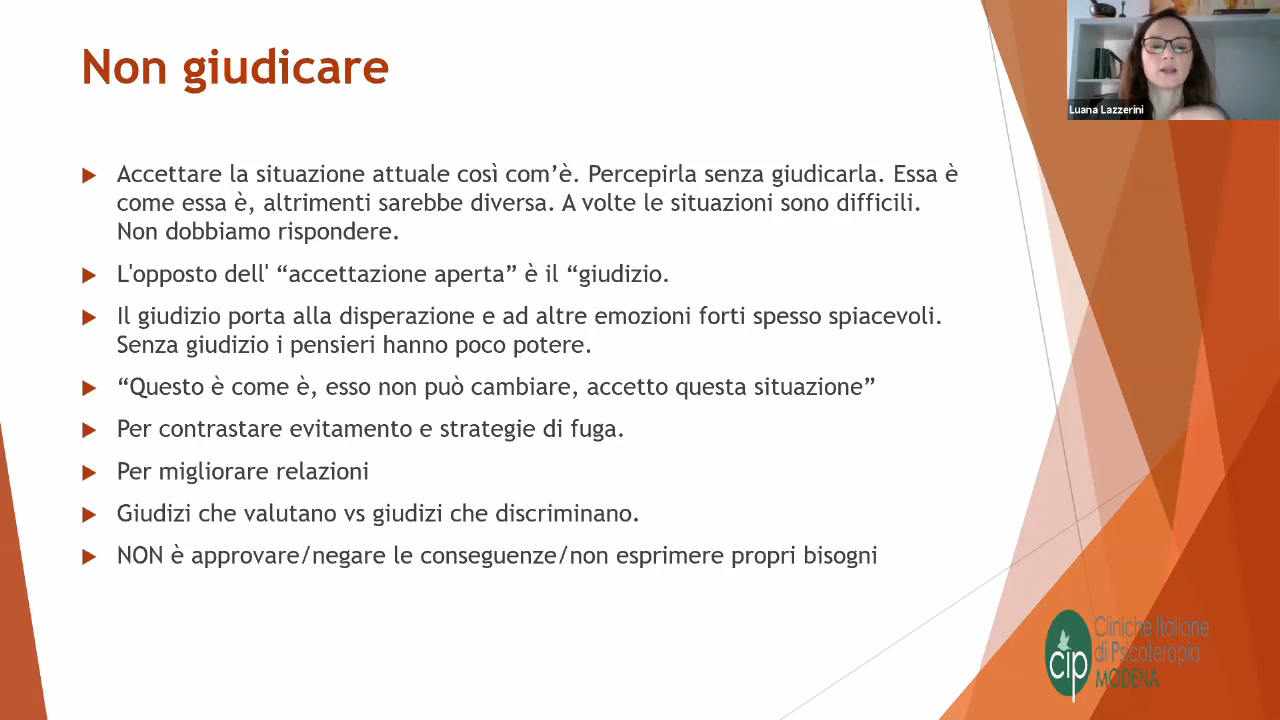 Non giudicare
Luana Lazzerini
Accettare la situazione attuale così com’è. Percepirla senza giudicarla. Essa è
come essa è, altrimenti sarebbe diversa. A volte le situazioni sono difficili.
Non dobbiamo rispondere.
L'opposto dell' “accettazione aperta” è il “giudizio.
Il giudizio porta alla disperazione e ad altre emozioni forti spesso spiacevoli.
Senza giudizio i pensieri hanno poco potere.
“Questo è come è, esso non può cambiare, accetto questa situazione”
Per contrastare evitamento e strategie di fuga.
Per migliorare relazioni
Giudizi che valutano vs giudizi che discriminano.
NON è approvare/negare le conseguenze/non esprimere propri bisogni
cip
Cliniche Italiane
di Psicoterapia
MODENA